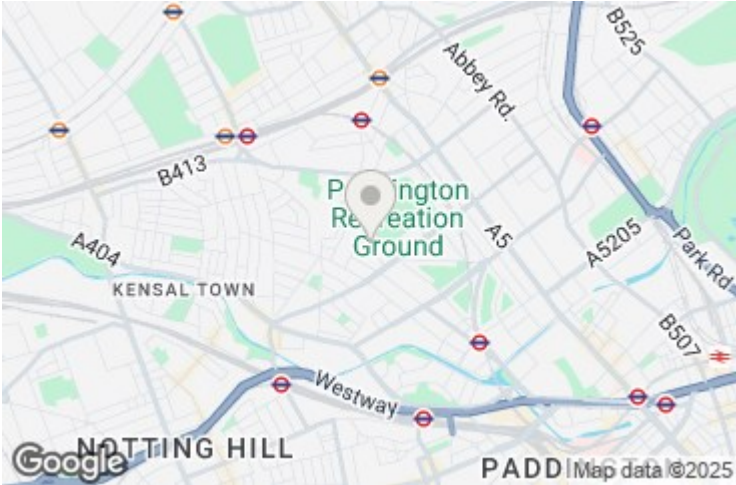 B525
Abbey Rd.
B413
Paddington
Recreation
Ground
A5
A5205
Park Rd
A404
KENSAL TOWN
B507
Westway
NOTTING HILL
PADDINGTON
Google
Map data ©2025